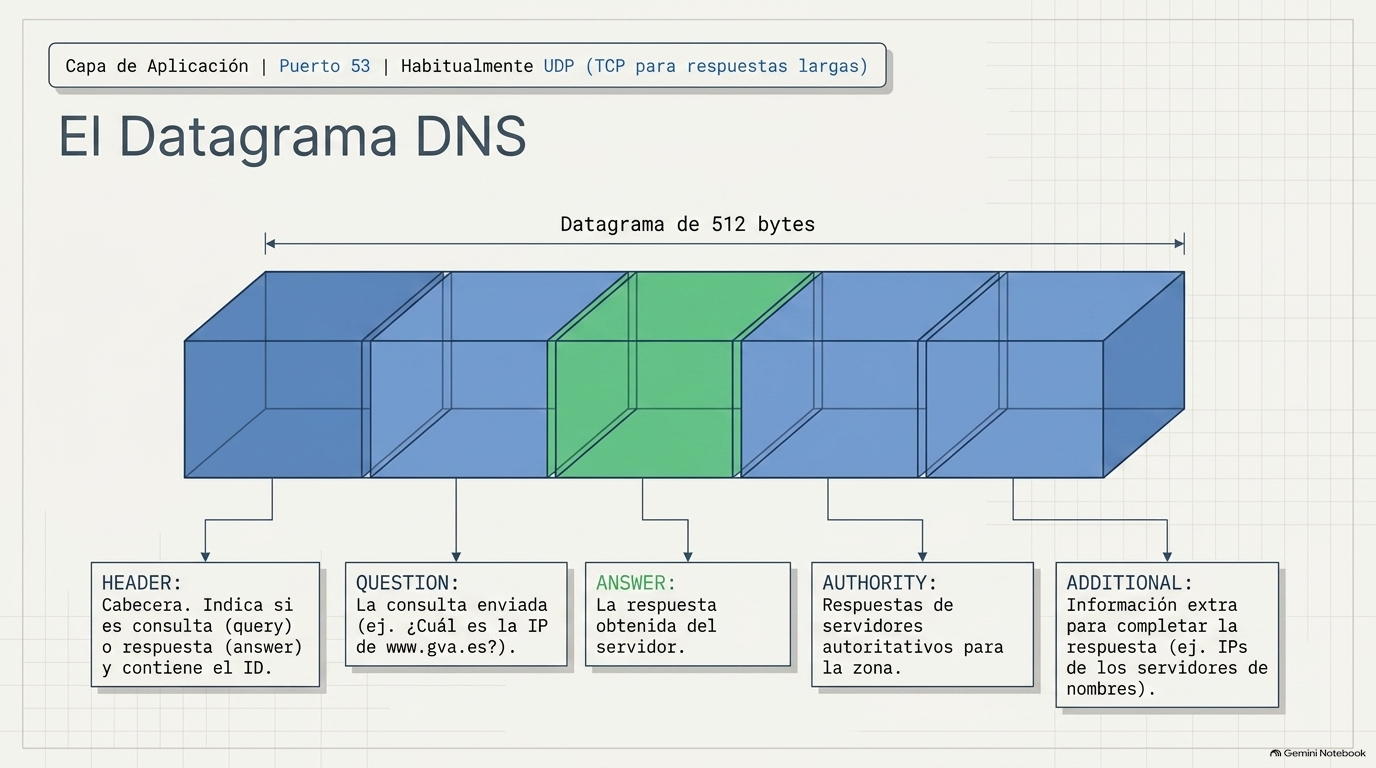 Capa de Aplicación | Puerto 53 | Habitualmente UDP (TCP para respuestas largas)
El Datagrama DNS
Datagrama de 512 bytes
HEADER:
Cabecera. Indica si
es consulta (query)
o respuesta (answer)
y contiene el ID.
QUESTION:
La consulta enviada
(ej. ¿Cuál es la IP
de www.gva.es?).
ANSWER:
La respuesta
obtenida del
servidor.
AUTHORITY:
Respuestas de
servidores
autoritativos para
la zona.
ADDITIONAL:
Información extra
para completar la
respuesta (ej. IPs
de los servidores de
nombres).
Gemini Notebook